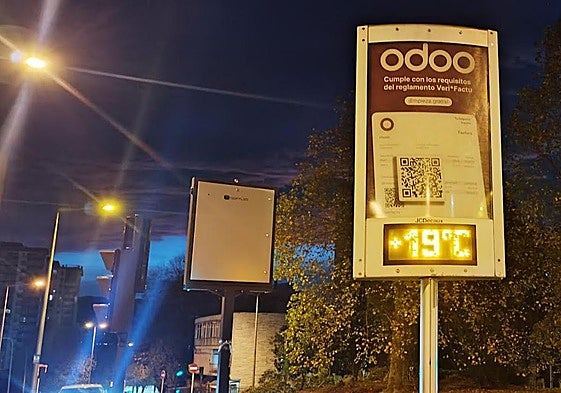 odoo
Cumple con los requisitos
del reglamento Veri*Factu
¡Empieza gratis!
Factura
JCDecaux
+19°C